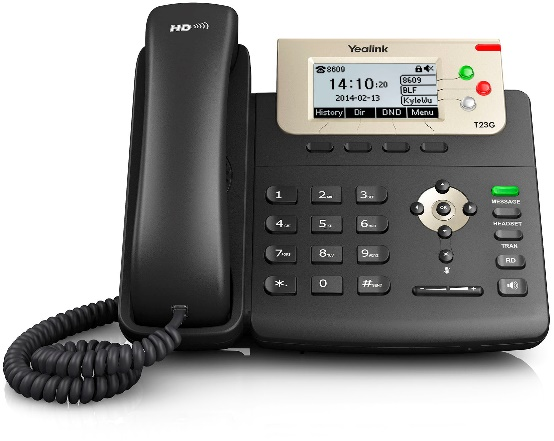 HD
Yealink
8609
14:10:20
2014-02-13
8609
BLF
KyleWu
History Dir DND Menu
T23G
MESSAGE
HEADSET
TRAN
RD
1 2ABC 3DEF
4GHI 5JKL 6MNO
7PQRS 8TUV 9WXYZ
*. 0 #SEND
OK
- +